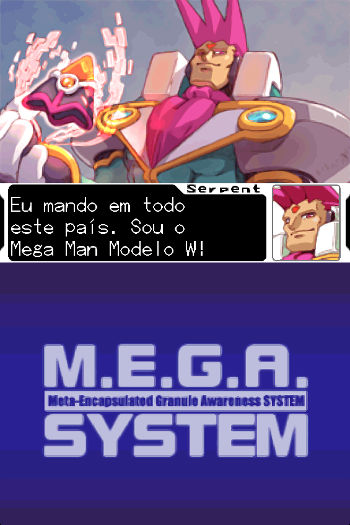 Serpent
Eu mando em todo
este país. Sou o
Mega Man Modelo W!
M.E.G.A.
Meta-Encapsulated Granule Awareness SYSTEM
SYSTEM